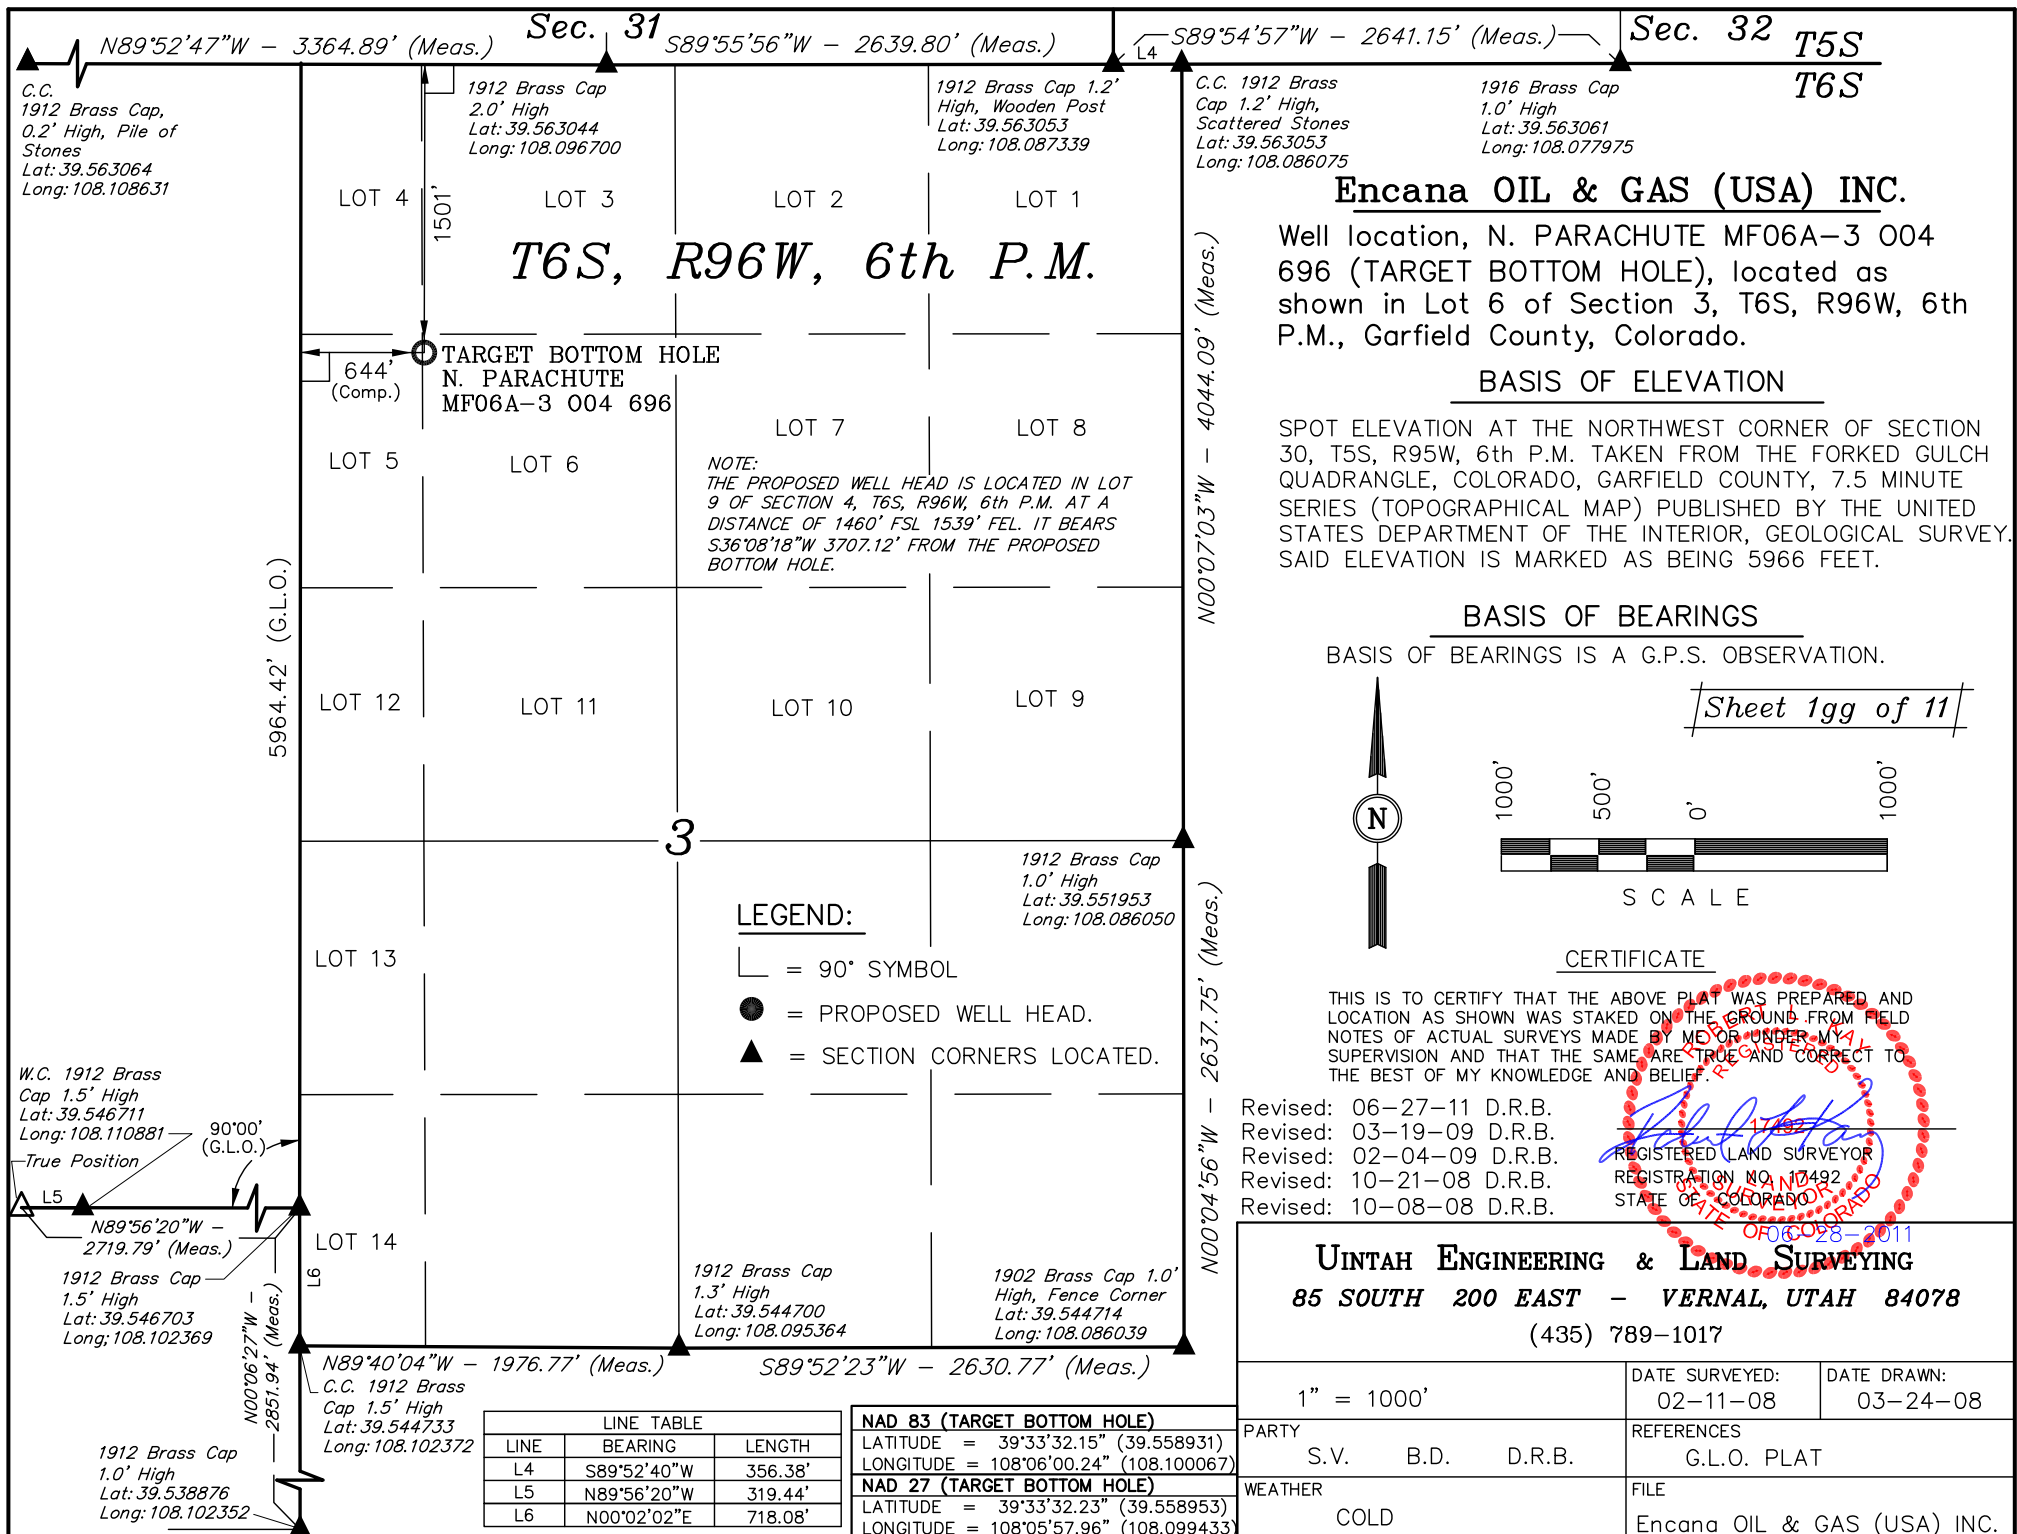 Sec. 31
Sec. 32
T5S
T6S
N89°52'47"W - 3364.89' (Meas.)
S89°55'56"W - 2639.80' (Meas.)
S89°54'57"W - 2641.15' (Meas.)
L4
C.C.
1912 Brass Cap,
0.2' High, Pile of
Stones
Lat: 39.563064
Long: 108.108631
1912 Brass Cap
2.0' High
Lat: 39.563044
Long: 108.096700
1912 Brass Cap 1.2'
High, Wooden Post
Lat: 39.563053
Long: 108.087339
C.C. 1912 Brass
Cap 1.2' High,
Scattered Stones
Lat: 39.563053
Long: 108.086075
1916 Brass Cap
1.0' High
Lat: 39.563061
Long: 108.077975
LOT 4
LOT 3
LOT 2
LOT 1
1501'
T6S, R96W, 6th P.M.
644'
(Comp.)
TARGET BOTTOM HOLE
N. PARACHUTE
MF06A-3 O04 696
LOT 5
LOT 6
LOT 7
LOT 8
NOTE:
THE PROPOSED WELL HEAD IS LOCATED IN LOT
9 OF SECTION 4, T6S, R96W, 6th P.M. AT A
DISTANCE OF 1460' FSL 1539' FEL. IT BEARS
S36°08'18"W 3707.12' FROM THE PROPOSED
BOTTOM HOLE.
5964.42' (G.L.O.)
N00°07'03"W - 4044.09' (Meas.)
LOT 12
LOT 11
LOT 10
LOT 9
3
1912 Brass Cap
1.0' High
Lat: 39.551953
Long: 108.086050
LEGEND:
= 90° SYMBOL
= PROPOSED WELL HEAD.
= SECTION CORNERS LOCATED.
LOT 13
N00°04'56"W - 2637.75' (Meas.)
W.C. 1912 Brass
Cap 1.5' High
Lat: 39.546711
Long: 108.110881
True Position
90°00'
(G.L.O.)
L5
N89°56'20"W -
2719.79' (Meas.)
1912 Brass Cap
1.5' High
Lat: 39.546703
Long; 108.102369
LOT 14
L6
N00°06'27"W -
2851.94' (Meas.)
1912 Brass Cap
1.3' High
Lat: 39.544700
Long: 108.095364
1902 Brass Cap 1.0'
High, Fence Corner
Lat: 39.544714
Long: 108.086039
N89°40'04"W - 1976.77' (Meas.)
S89°52'23"W - 2630.77' (Meas.)
C.C. 1912 Brass
Cap 1.5' High
Lat: 39.544733
Long: 108.102372
1912 Brass Cap
1.0' High
Lat: 39.538876
Long: 108.102352
LINE TABLE
LINE BEARING LENGTH
L4 S89°52'40"W 356.38'
L5 N89°56'20"W 319.44'
L6 N00°02'02"E 718.08'
NAD 83 (TARGET BOTTOM HOLE)
LATITUDE = 39°33'32.15" (39.558931)
LONGITUDE = 108°06'00.24" (108.100067)
NAD 27 (TARGET BOTTOM HOLE)
LATITUDE = 39°33'32.23" (39.558953)
LONGITUDE = 108°05'57.96" (108.099433)
Encana OIL & GAS (USA) INC.
Well location, N. PARACHUTE MF06A-3 O04
696 (TARGET BOTTOM HOLE), located as
shown in Lot 6 of Section 3, T6S, R96W, 6th
P.M., Garfield County, Colorado.
BASIS OF ELEVATION
SPOT ELEVATION AT THE NORTHWEST CORNER OF SECTION
30, T5S, R95W, 6th P.M. TAKEN FROM THE FORKED GULCH
QUADRANGLE, COLORADO, GARFIELD COUNTY, 7.5 MINUTE
SERIES (TOPOGRAPHICAL MAP) PUBLISHED BY THE UNITED
STATES DEPARTMENT OF THE INTERIOR, GEOLOGICAL SURVEY.
SAID ELEVATION IS MARKED AS BEING 5966 FEET.
BASIS OF BEARINGS
BASIS OF BEARINGS IS A G.P.S. OBSERVATION.
Sheet 1gg of 11
N
1000'
500'
0'
1000'
SCALE
CERTIFICATE
THIS IS TO CERTIFY THAT THE ABOVE PLAT WAS PREPARED AND
LOCATION AS SHOWN WAS STAKED ON THE GROUND FROM FIELD
NOTES OF ACTUAL SURVEYS MADE BY ME OR UNDER MY
SUPERVISION AND THAT THE SAME ARE TRUE AND CORRECT TO
THE BEST OF MY KNOWLEDGE AND BELIEF.
ROBERT L. KAY
REGISTERED
17492
LAND
SURVEYOR
STATE OF COLORADO
REGISTERED LAND SURVEYOR
REGISTRATION NO. 17492
STATE OF COLORADO
06-28-2011
Revised: 06-27-11 D.R.B.
Revised: 03-19-09 D.R.B.
Revised: 02-04-09 D.R.B.
Revised: 10-21-08 D.R.B.
Revised: 10-08-08 D.R.B.
UINTAH ENGINEERING & LAND SURVEYING
85 SOUTH 200 EAST - VERNAL, UTAH 84078
(435) 789-1017
1" = 1000'
DATE SURVEYED:
02-11-08
DATE DRAWN:
03-24-08
PARTY
S.V. B.D. D.R.B.
REFERENCES
G.L.O. PLAT
WEATHER
COLD
FILE
Encana OIL & GAS (USA) INC.